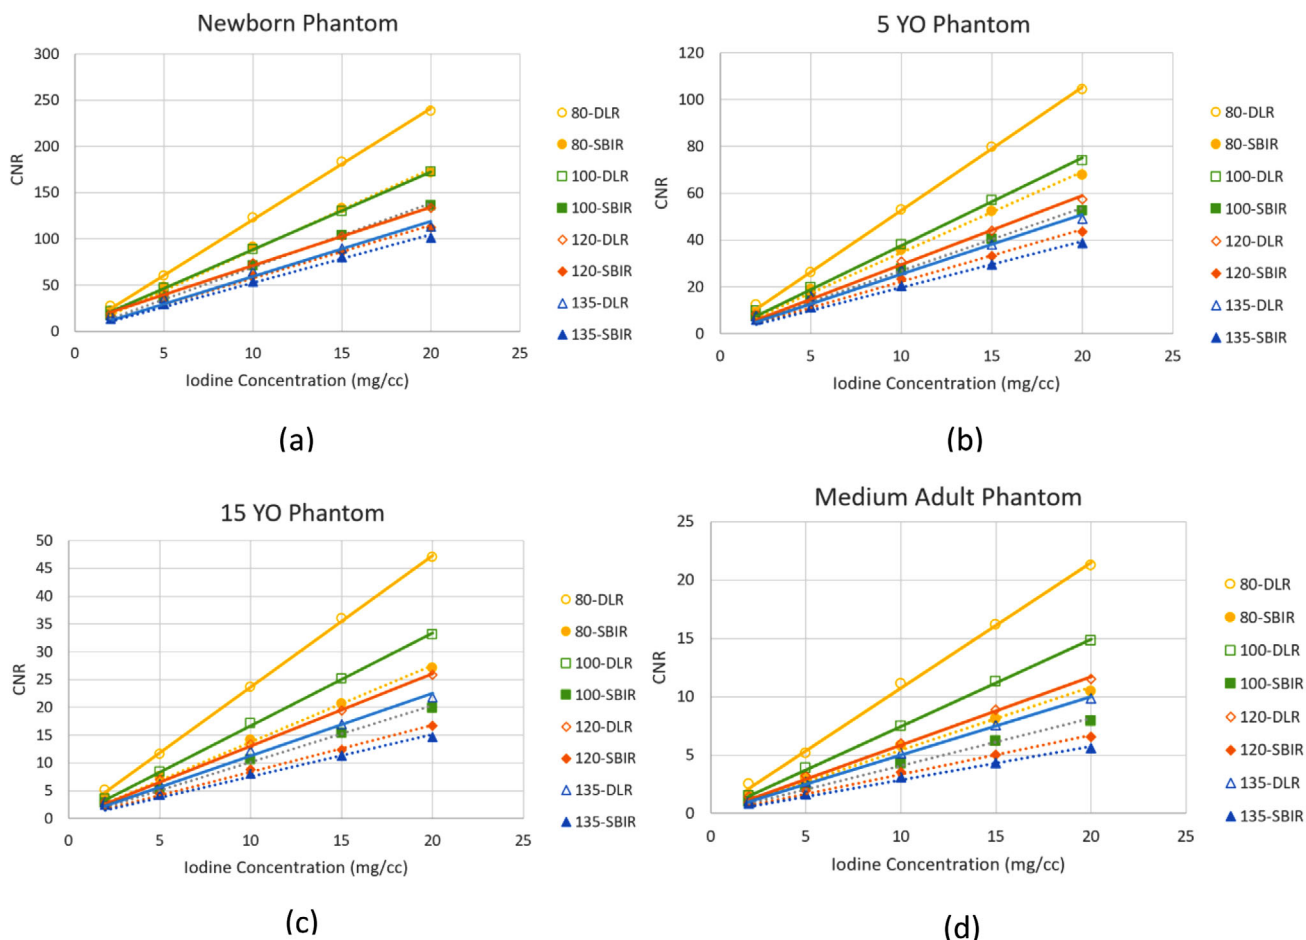 Newborn Phantom
300
250
200
150
100
50
0
CNR
0 5 10 15 20 25
Iodine Concentration (mg/cc)
80-DLR
80-SBIR
100-DLR
100-SBIR
120-DLR
120-SBIR
135-DLR
135-SBIR
(a)
5 YO Phantom
120
100
80
60
40
20
0
CNR
0 5 10 15 20 25
Iodine Concentration (mg/cc)
80-DLR
80-SBIR
100-DLR
100-SBIR
120-DLR
120-SBIR
135-DLR
135-SBIR
(b)
15 YO Phantom
50
45
40
35
30
25
20
15
10
5
0
CNR
0 5 10 15 20 25
Iodine Concentration (mg/cc)
80-DLR
80-SBIR
100-DLR
100-SBIR
120-DLR
120-SBIR
135-DLR
135-SBIR
(c)
Medium Adult Phantom
25
20
15
10
5
0
CNR
0 5 10 15 20 25
Iodine Concentration (mg/cc)
80-DLR
80-SBIR
100-DLR
100-SBIR
120-DLR
120-SBIR
135-DLR
135-SBIR
(d)